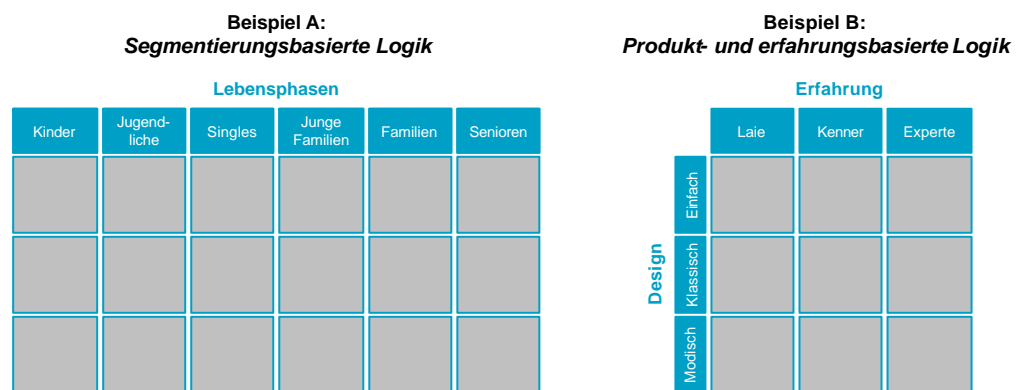 Beispiel A:
Segmentierungsbasierte Logik
Lebensphasen
Kinder
Jugend-
liche
Singles
Junge
Familien
Familien
Senioren
Beispiel B:
Produkt- und erfahrungsbasierte Logik
Erfahrung
Laie
Kenner
Experte
Design
Einfach
Klassisch
Modisch